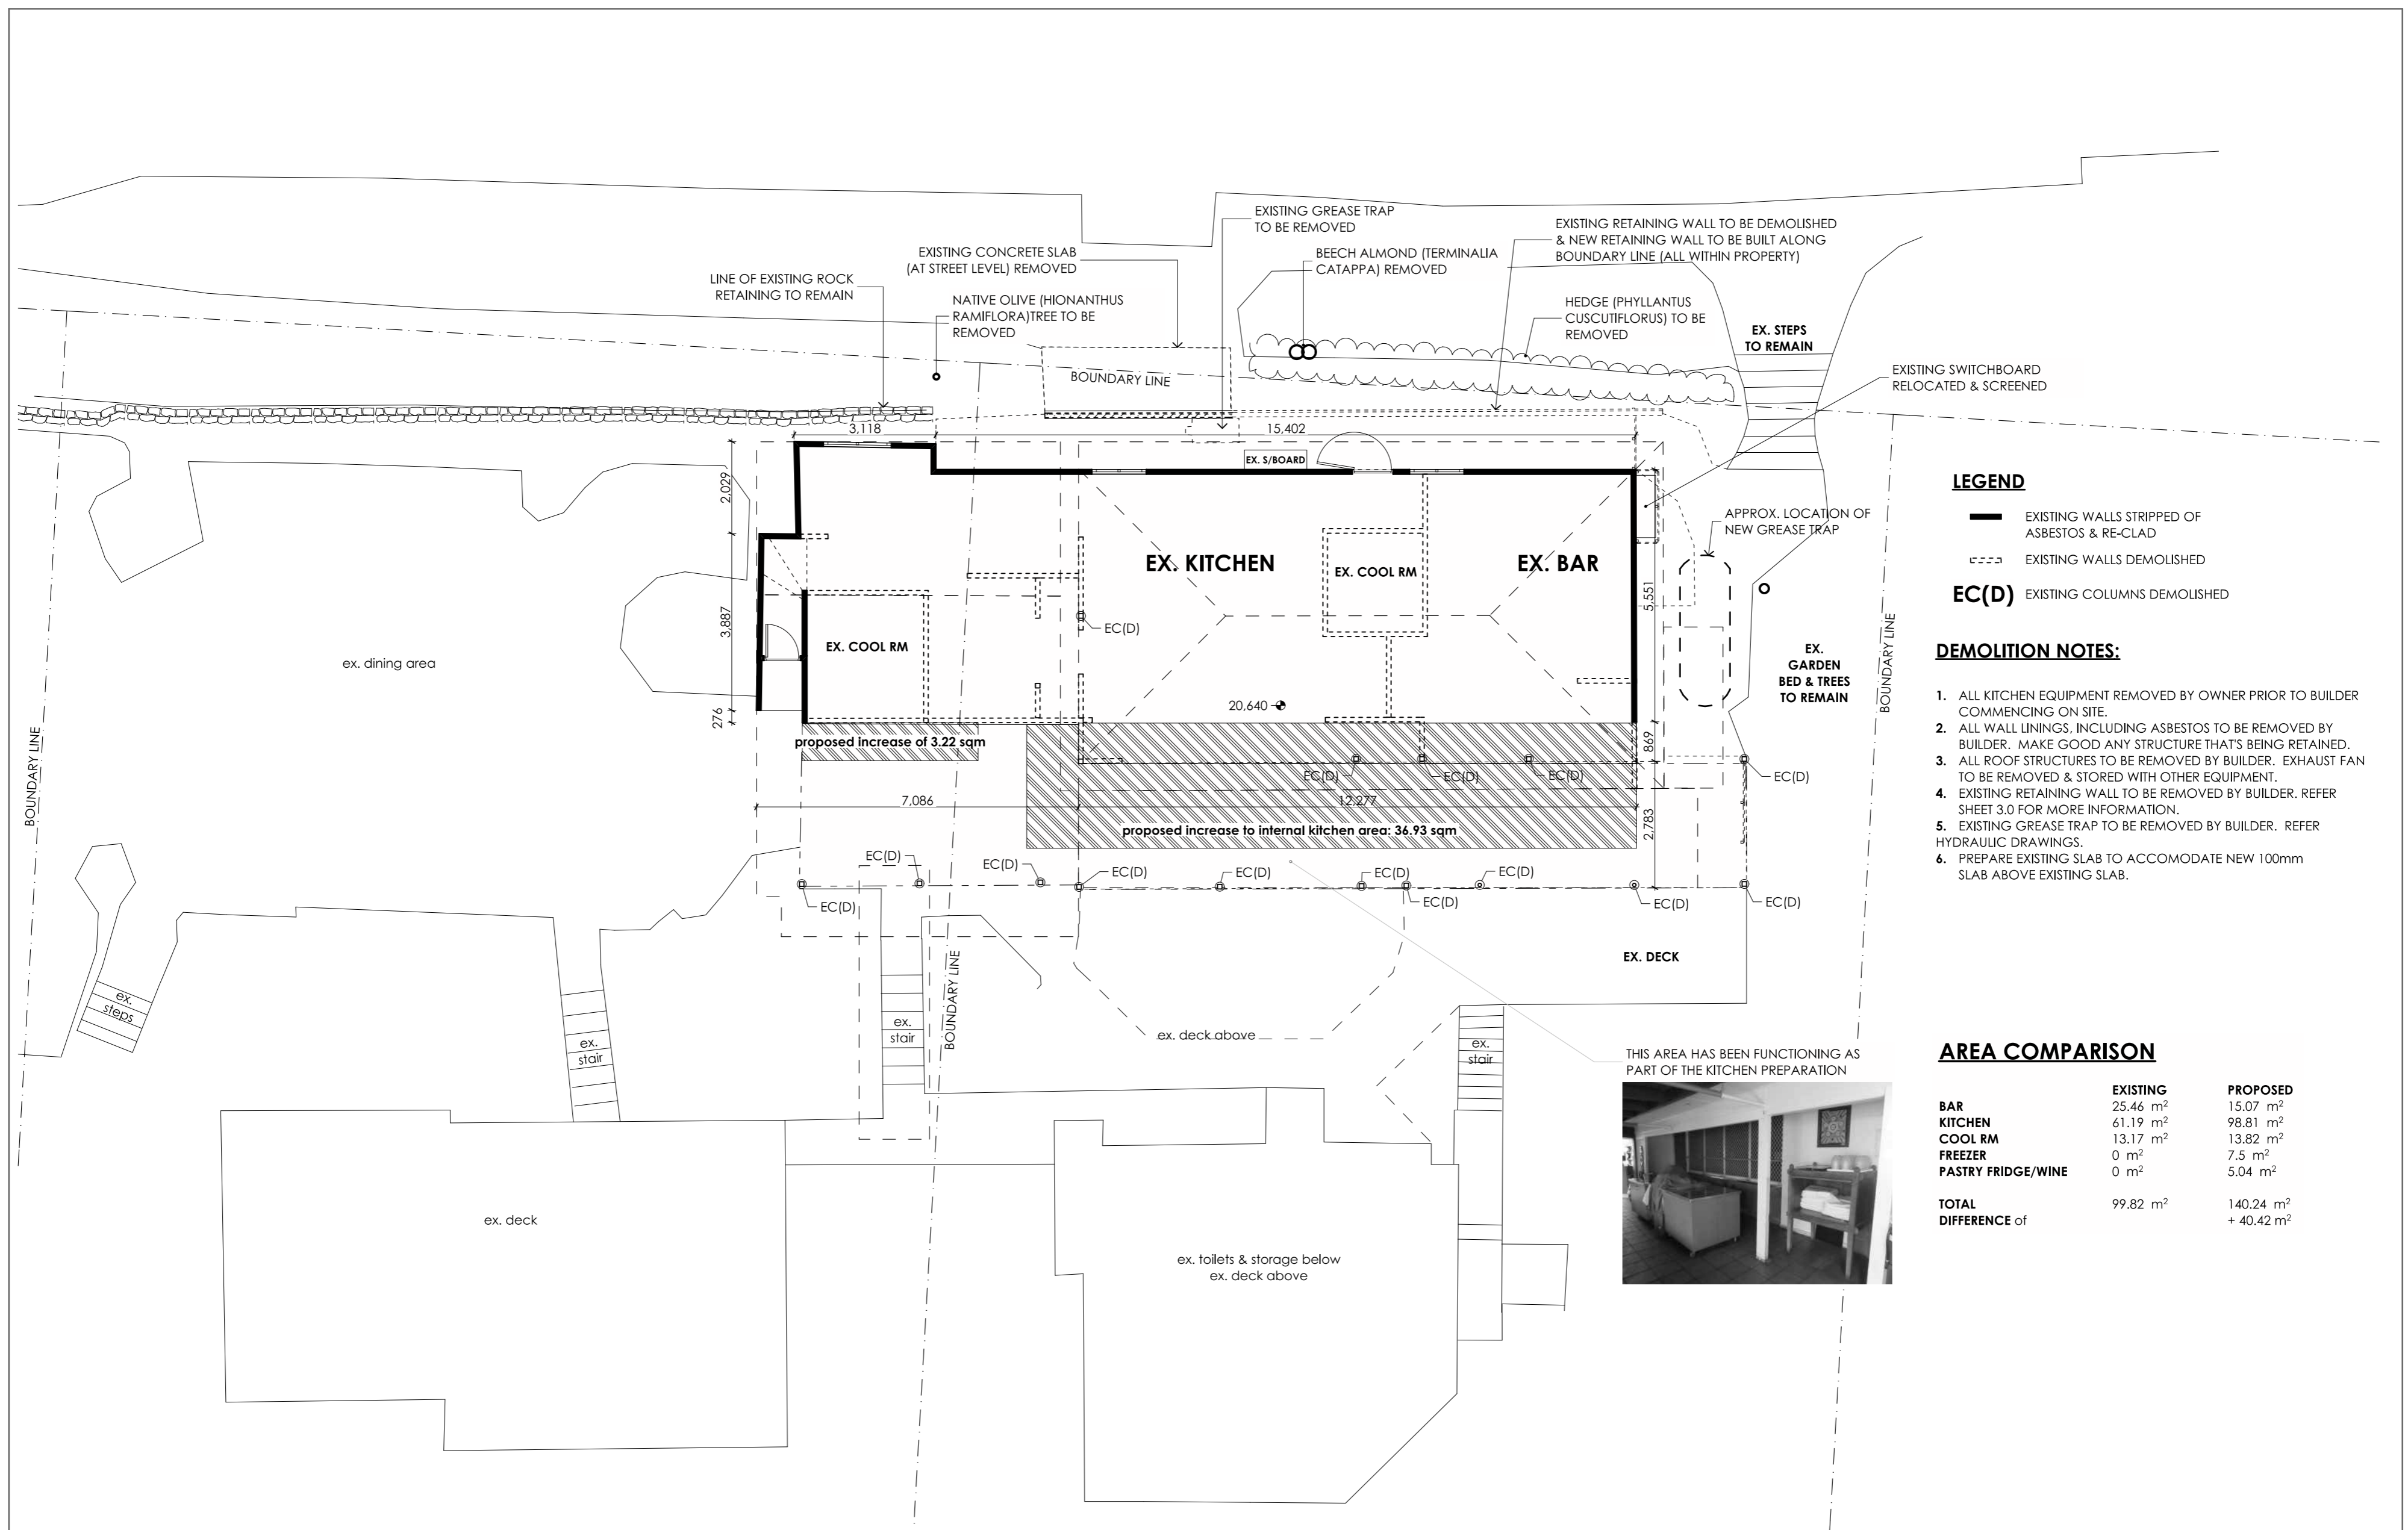 EXISTING GREASE TRAP
TO BE REMOVED
EXISTING RETAINING WALL TO BE DEMOLISHED
& NEW RETAINING WALL TO BE BUILT ALONG
BOUNDARY LINE (ALL WITHIN PROPERTY)
EXISTING CONCRETE SLAB
(AT STREET LEVEL) REMOVED
BEECH ALMOND (TERMINALIA
CATAPPA) REMOVED
LINE OF EXISTING ROCK
RETAINING TO REMAIN
NATIVE OLIVE (HIONANTHUS
RAMIFLORA)TREE TO BE
REMOVED
HEDGE (PHYLLANTUS
CUSCUTIFLORUS) TO BE
REMOVED
EX. STEPS
TO REMAIN
EXISTING SWITCHBOARD
RELOCATED & SCREENED
BOUNDARY LINE
3,118
15,402
EX. S/BOARD
2,029
3,887
276
EX. KITCHEN
EX. COOL RM
EX. BAR
EX. COOL RM
EC(D)
5,551
APPROX. LOCATION OF
NEW GREASE TRAP
EX.
GARDEN
BED & TREES
TO REMAIN
BOUNDARY LINE
ex. dining area
20,640
proposed increase of 3.22 sqm
869
EC(D)
EC(D)
EC(D)
EC(D)
7,086
12,277
proposed increase to internal kitchen area: 36.93 sqm
2,783
BOUNDARY LINE
EC(D)
EC(D)
EC(D)
EC(D)
EC(D)
EC(D)
EC(D)
EC(D)
EC(D)
EC(D)
EX. DECK
BOUNDARY LINE
ex.
steps
ex.
stair
ex.
stair
ex. deck above
ex.
stair
THIS AREA HAS BEEN FUNCTIONING AS
PART OF THE KITCHEN PREPARATION
ex. deck
ex. toilets & storage below
ex. deck above
LEGEND
EXISTING WALLS STRIPPED OF
ASBESTOS & RE-CLAD
EXISTING WALLS DEMOLISHED
EC(D) EXISTING COLUMNS DEMOLISHED
DEMOLITION NOTES:
1. ALL KITCHEN EQUIPMENT REMOVED BY OWNER PRIOR TO BUILDER
COMMENCING ON SITE.
2. ALL WALL LININGS, INCLUDING ASBESTOS TO BE REMOVED BY
BUILDER. MAKE GOOD ANY STRUCTURE THAT'S BEING RETAINED.
3. ALL ROOF STRUCTURES TO BE REMOVED BY BUILDER. EXHAUST FAN
TO BE REMOVED & STORED WITH OTHER EQUIPMENT.
4. EXISTING RETAINING WALL TO BE REMOVED BY BUILDER. REFER
SHEET 3.0 FOR MORE INFORMATION.
5. EXISTING GREASE TRAP TO BE REMOVED BY BUILDER. REFER
HYDRAULIC DRAWINGS.
6. PREPARE EXISTING SLAB TO ACCOMODATE NEW 100mm
SLAB ABOVE EXISTING SLAB.
AREA COMPARISON
EXISTING PROPOSED
BAR 25.46 m² 15.07 m²
KITCHEN 61.19 m² 98.81 m²
COOL RM 13.17 m² 13.82 m²
FREEZER 0 m² 7.5 m²
PASTRY FRIDGE/WINE 0 m² 5.04 m²
TOTAL 99.82 m² 140.24 m²
DIFFERENCE of + 40.42 m²